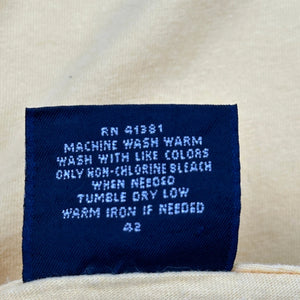 RN 41381
MACHINE WASH WARM
WASH WITH LIKE COLORS
ONLY NON-CHLORINE BLEACH
WHEN NEEDED
TUMBLE DRY LOW
WARM IRON IF NEEDED
42